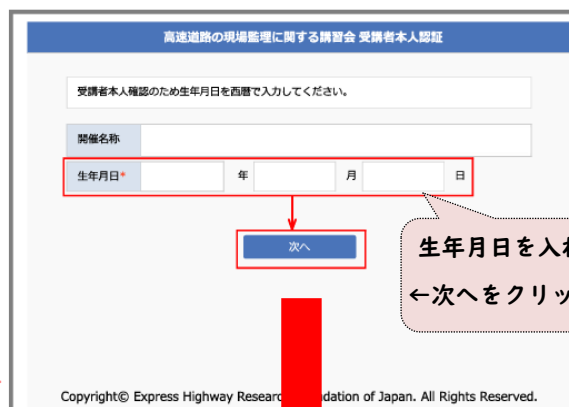 高速道路の現場監理に関する講習会 受講者本人認証
受講者本人確認のため生年月日を西暦で入力してください。
開催名称
生年月日* 年 月 日
次へ
生年月日を入
←次へをクリッ
Copyright© Express Highway Resear dation of Japan. All Rights Reserved.